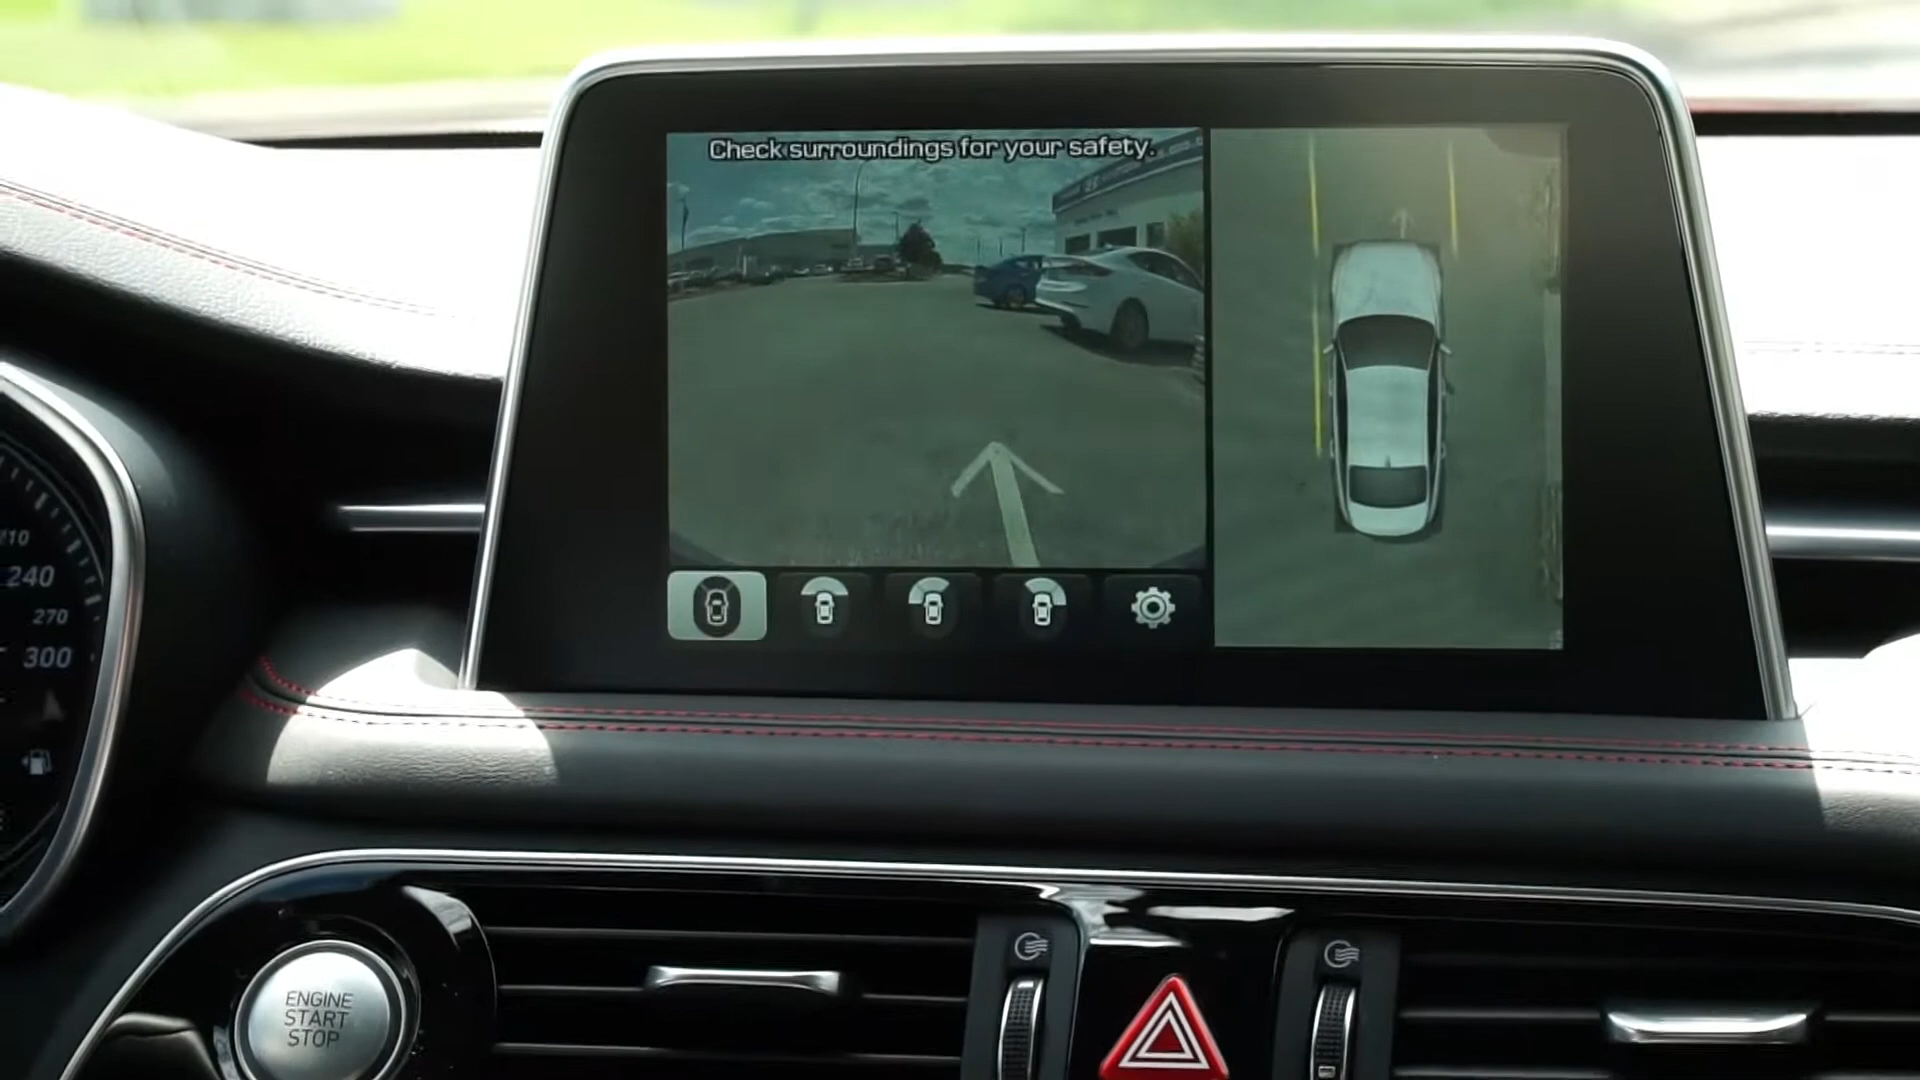 Check surroundings for your safety.
210
240
270
300
ENGINE
START
STOP